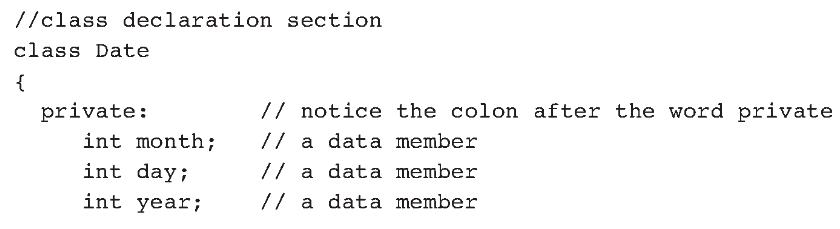 //class declaration section
class Date
{
  private:        // notice the colon after the word private
     int month;   // a data member
     int day;     // a data member
     int year;    // a data member